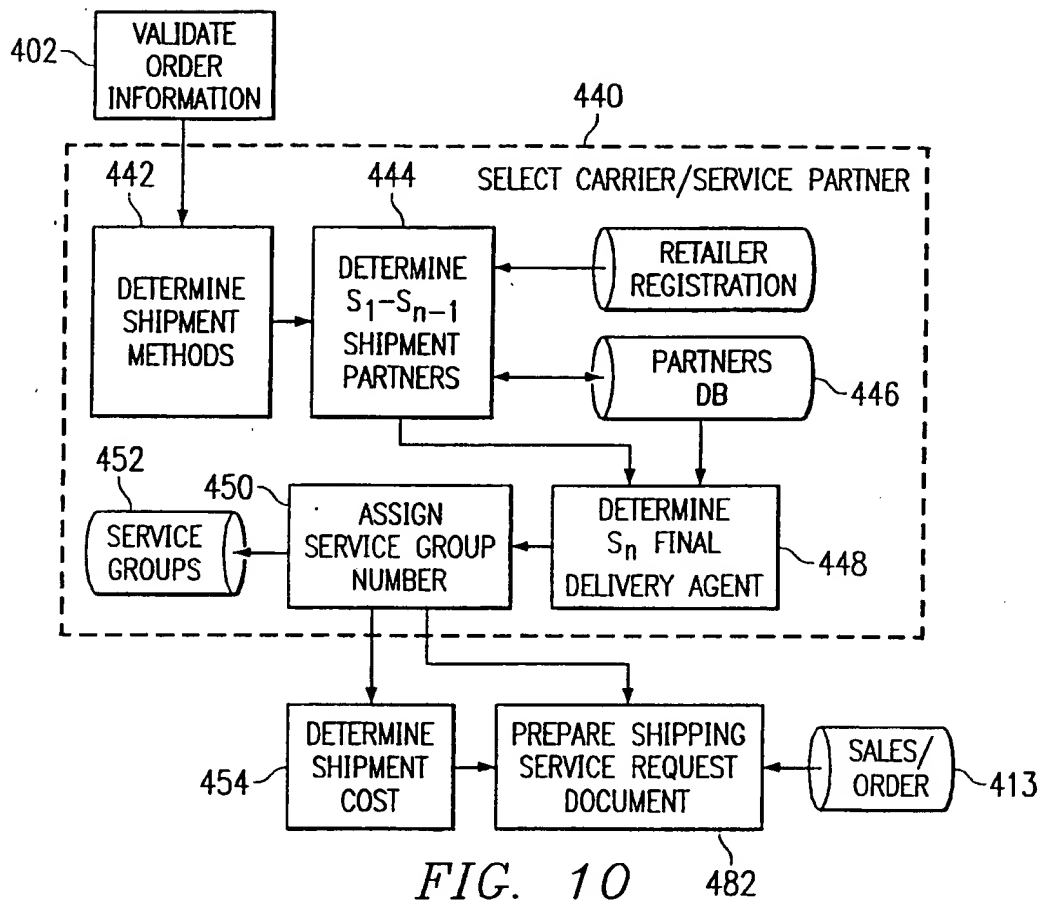 402
VALIDATE
ORDER
INFORMATION
440
SELECT CARRIER/SERVICE PARTNER
442
DETERMINE
SHIPMENT
METHODS
444
DETERMINE
S1–Sn–1
SHIPMENT
PARTNERS
RETAILER
REGISTRATION
PARTNERS
DB
446
452
SERVICE
GROUPS
450
ASSIGN
SERVICE GROUP
NUMBER
DETERMINE
Sn FINAL
DELIVERY AGENT
448
454
DETERMINE
SHIPMENT
COST
PREPARE SHIPPING
SERVICE REQUEST
DOCUMENT
482
SALES/
ORDER
413
FIG. 10